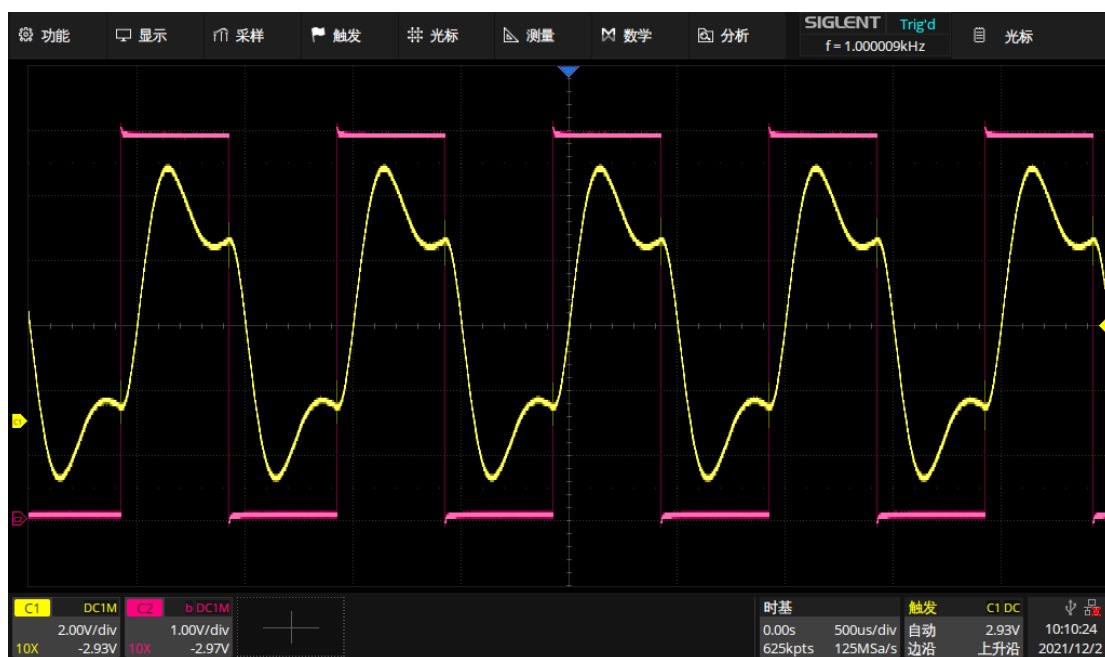 功能 显示 采样 触发 光标 测量 数学 分析 SIGLENT Trig'd 光标
f = 1.000009kHz
C1
C2
C1 DC1M C2 b DC1M 时基 触发 C1 DC
2.00V/div 1.00V/div 0.00s 500us/div 自动 2.93V 10:10:24
10X -2.93V 10X -2.97V 625kpts 125MSa/s 边沿 上升沿 2021/12/2